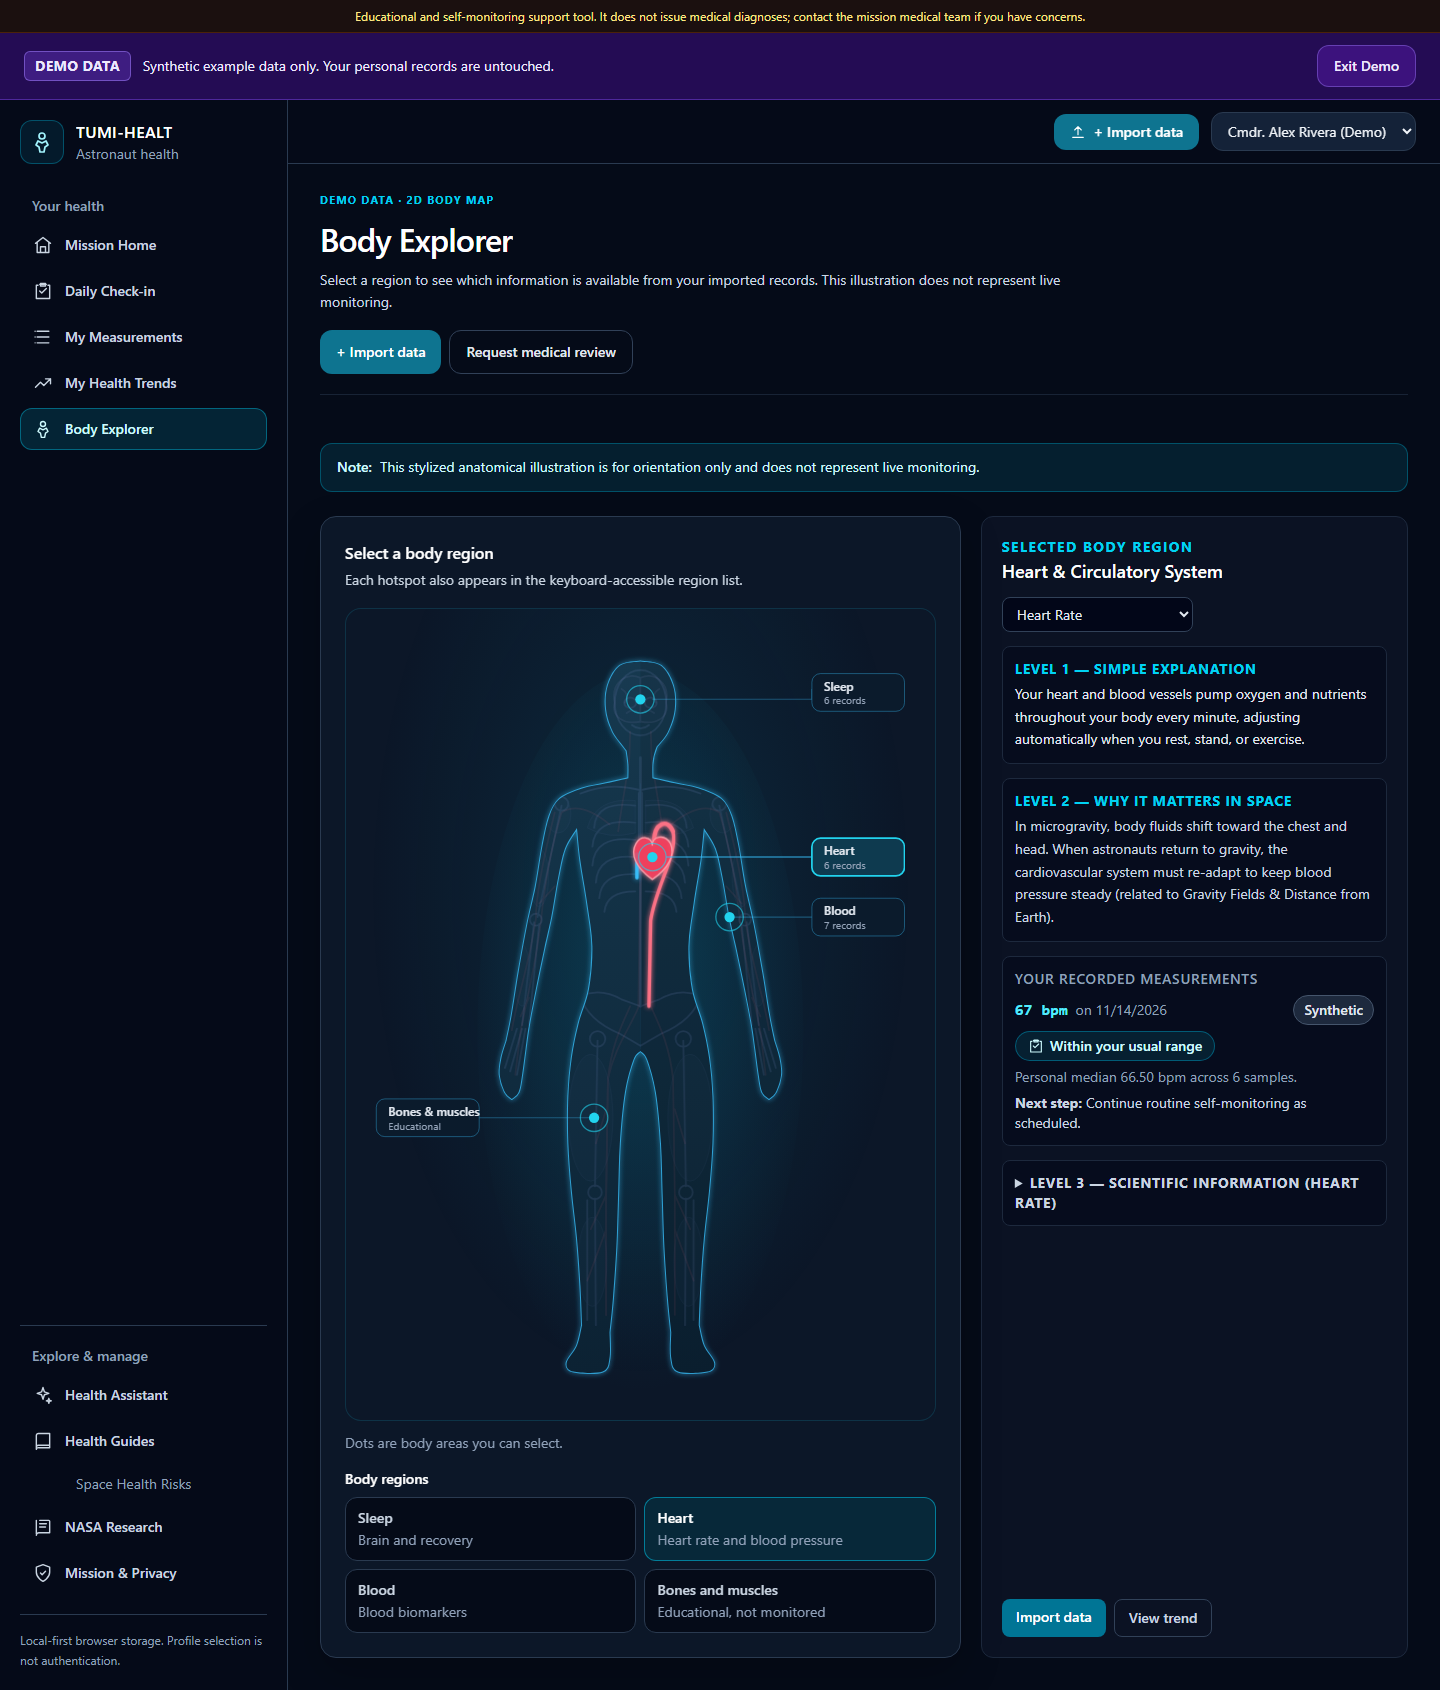 Educational and self-monitoring support tool. It does not issue medical diagnoses; contact the mission medical team if you have concerns.
DEMO DATA
Synthetic example data only. Your personal records are untouched.
Exit Demo
TUMI-HEALT
Astronaut health
+ Import data
Cmdr. Alex Rivera (Demo)
Your health
Mission Home
Daily Check-in
My Measurements
My Health Trends
Body Explorer
DEMO DATA · 2D BODY MAP
Body Explorer
Select a region to see which information is available from your imported records. This illustration does not represent live
monitoring.
+ Import data
Request medical review
Note: This stylized anatomical illustration is for orientation only and does not represent live monitoring.
Select a body region
Each hotspot also appears in the keyboard-accessible region list.
Sleep
6 records
Heart
6 records
Blood
7 records
Bones & muscles
Educational
Dots are body areas you can select.
Body regions
Sleep
Brain and recovery
Heart
Heart rate and blood pressure
Blood
Blood biomarkers
Bones and muscles
Educational, not monitored
SELECTED BODY REGION
Heart & Circulatory System
Heart Rate
LEVEL 1 — SIMPLE EXPLANATION
Your heart and blood vessels pump oxygen and nutrients
throughout your body every minute, adjusting
automatically when you rest, stand, or exercise.
LEVEL 2 — WHY IT MATTERS IN SPACE
In microgravity, body fluids shift toward the chest and
head. When astronauts return to gravity, the
cardiovascular system must re-adapt to keep blood
pressure steady (related to Gravity Fields & Distance from
Earth).
YOUR RECORDED MEASUREMENTS
67 bpm on 11/14/2026
Synthetic
Within your usual range
Personal median 66.50 bpm across 6 samples.
Next step: Continue routine self-monitoring as
scheduled.
LEVEL 3 — SCIENTIFIC INFORMATION (HEART
RATE)
Import data
View trend
Explore & manage
Health Assistant
Health Guides
Space Health Risks
NASA Research
Mission & Privacy
Local-first browser storage. Profile selection is
not authentication.